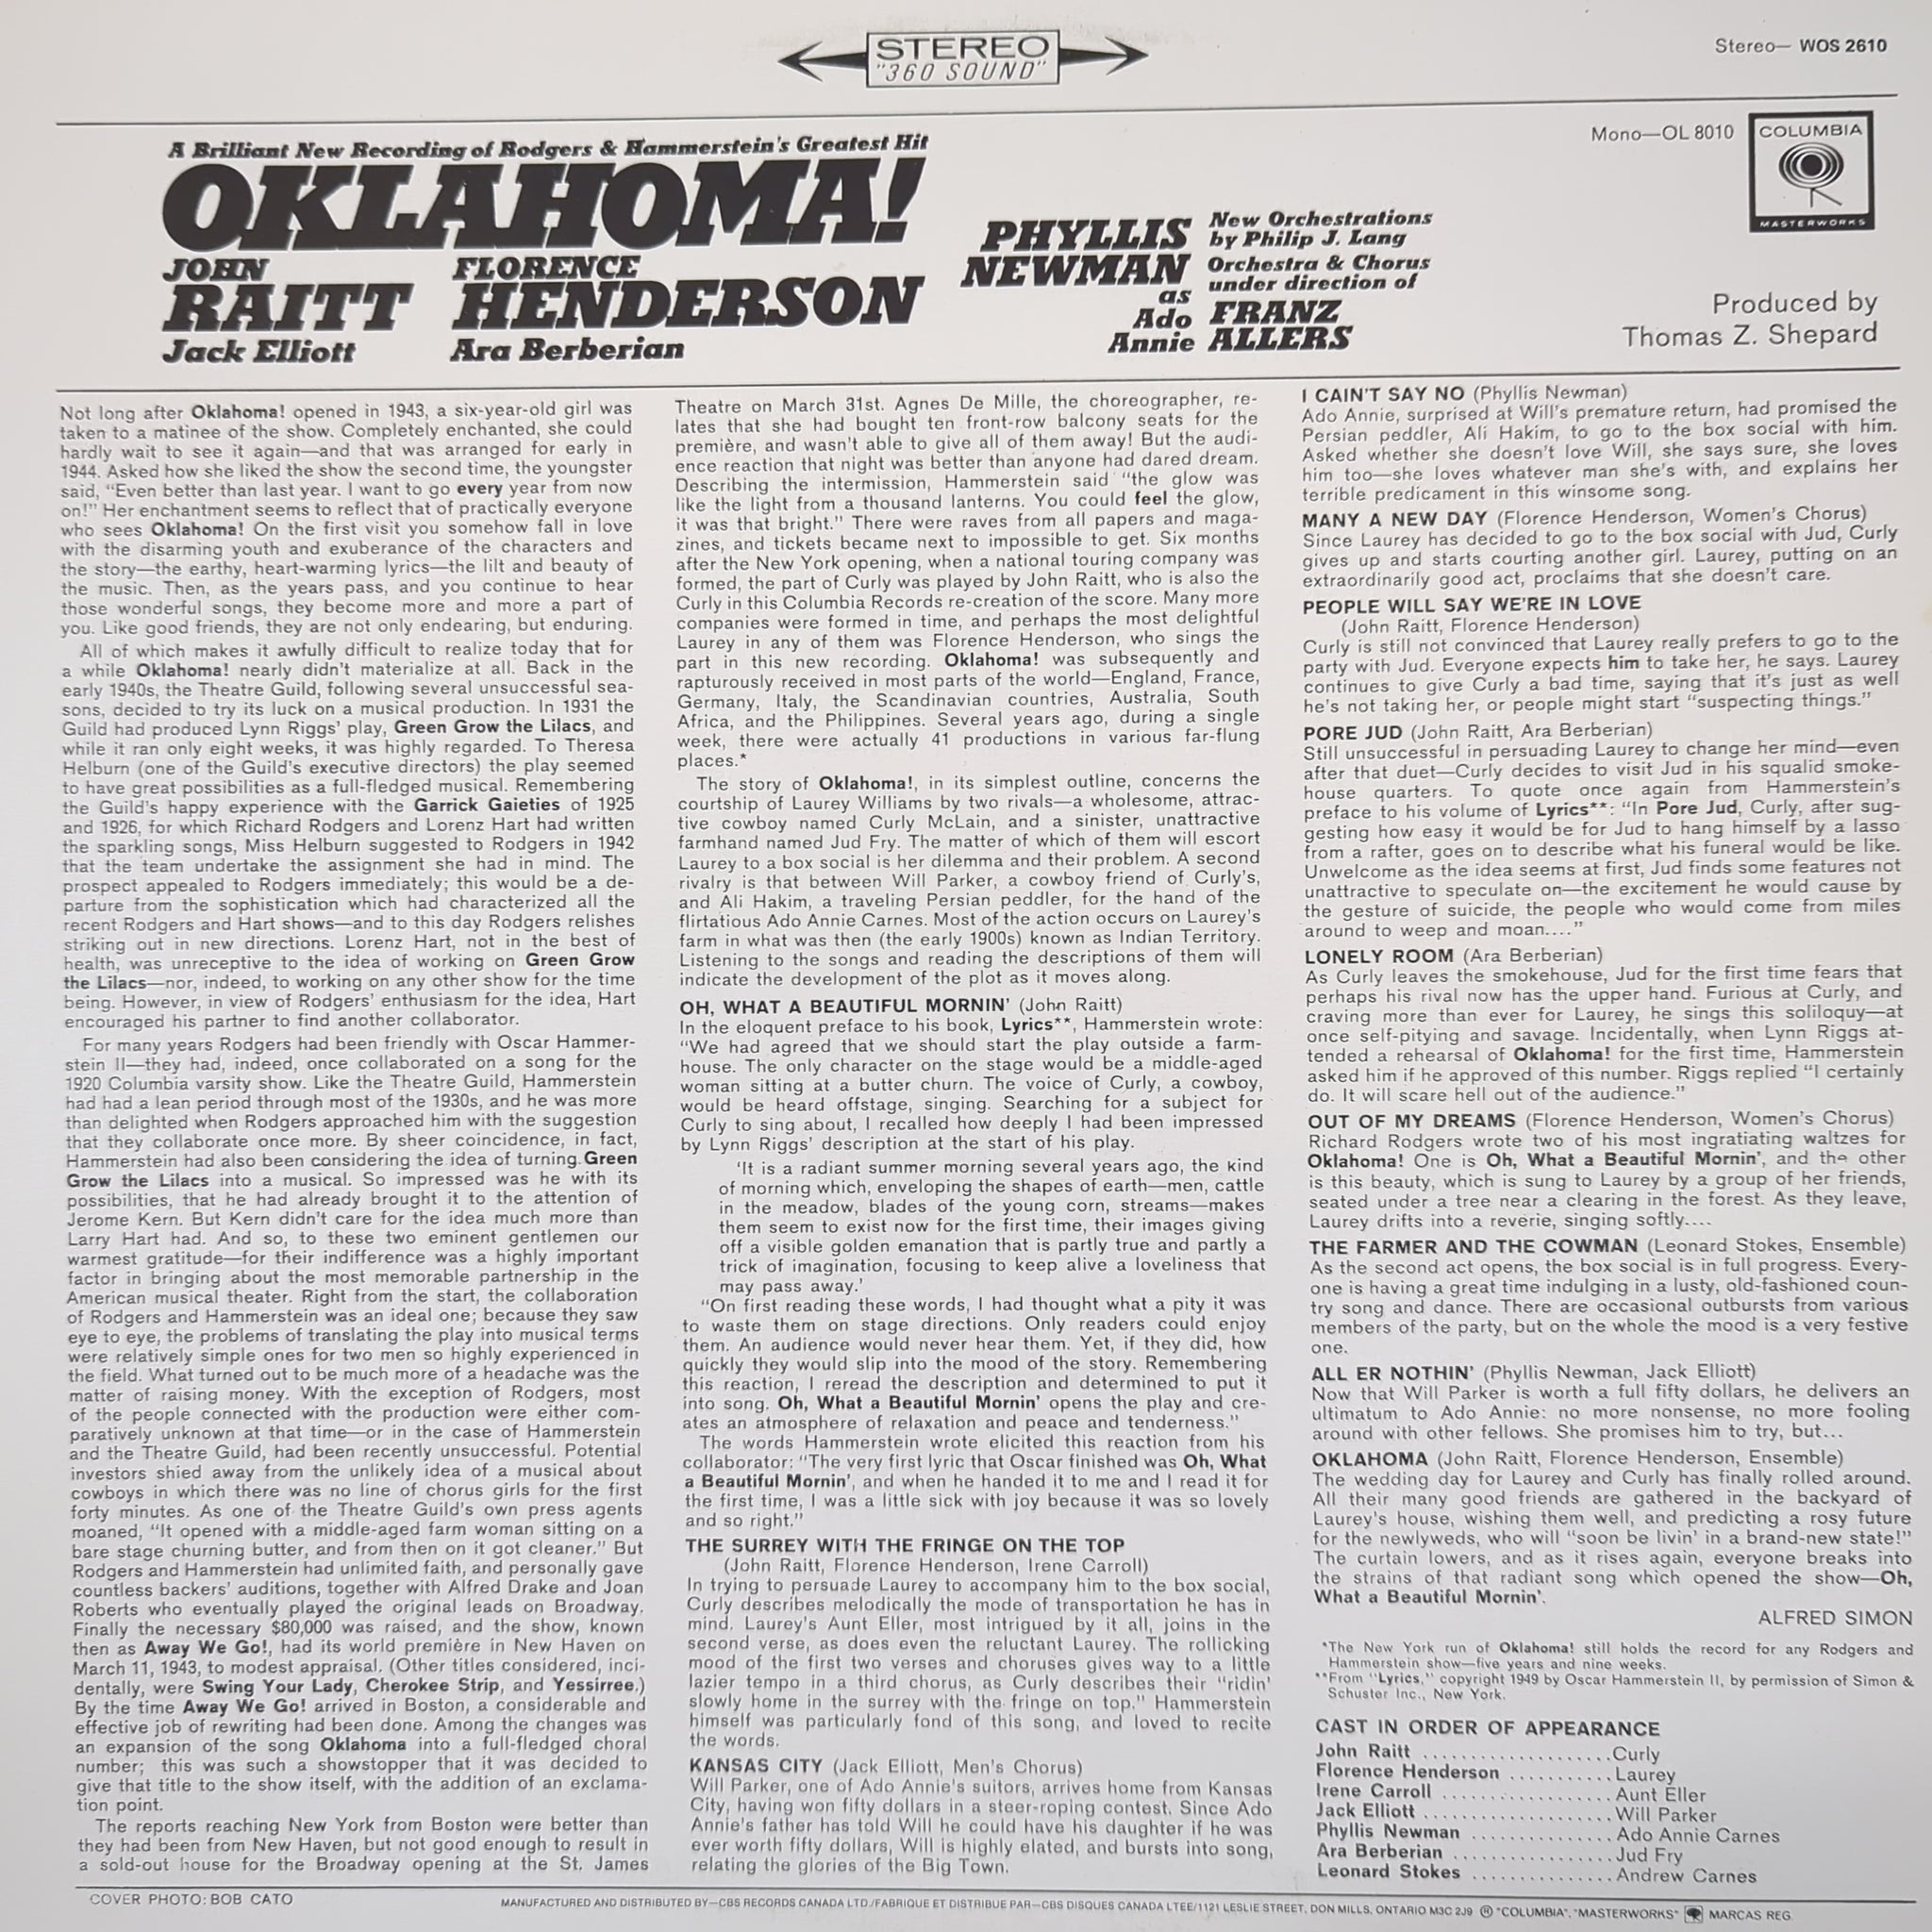 STEREO
"360 SOUND"
Stereo— WOS 2610
Mono—OL 8010
COLUMBIA
MASTERWORKS
A Brilliant New Recording of Rodgers & Hammerstein's Greatest Hit
OKLAHOMA!
JOHN
RAITT
FLORENCE
HENDERSON
Jack Elliott
Ara Berberian
PHYLLIS
NEWMAN
as
Ado
Annie
New Orchestrations
by Philip J. Lang
Orchestra & Chorus
under direction of
FRANZ
ALLERS
Produced by
Thomas Z. Shepard
Not long after Oklahoma! opened in 1943, a six-year-old girl was
taken to a matinee of the show. Completely enchanted, she could
hardly wait to see it again—and that was arranged for early in
1944. Asked how she liked the show the second time, the youngster
said, "Even better than last year. I want to go every year from now
on!" Her enchantment seems to reflect that of practically everyone
who sees Oklahoma! On the first visit you somehow fall in love
with the disarming youth and exuberance of the characters and
the story—the earthy, heart-warming lyrics—the lilt and beauty of
the music. Then, as the years pass, and you continue to hear
those wonderful songs, they become more and more a part of
you. Like good friends, they are not only endearing, but enduring.
All of which makes it awfully difficult to realize today that for
a while Oklahoma! nearly didn't materialize at all. Back in the
early 1940s, the Theatre Guild, following several unsuccessful sea-
sons, decided to try its luck on a musical production. In 1931 the
Guild had produced Lynn Riggs' play, Green Grow the Lilacs, and
while it ran only eight weeks, it was highly regarded. To Theresa
Helburn (one of the Guild's executive directors) the play seemed
to have great possibilities as a full-fledged musical. Remembering
the Guild's happy experience with the Garrick Gaieties of 1925
and 1926, for which Richard Rodgers and Lorenz Hart had written
the sparkling songs, Miss Helburn suggested to Rodgers in 1942
that the team undertake the assignment she had in mind. The
prospect appealed to Rodgers immediately; this would be a de-
parture from the sophistication which had characterized all the
recent Rodgers and Hart shows—and to this day Rodgers relishes
striking out in new directions. Lorenz Hart, not in the best of
health, was unreceptive to the idea of working on Green Grow
the Lilacs—nor, indeed, to working on any other show for the time
being. However, in view of Rodgers' enthusiasm for the idea, Hart
encouraged his partner to find another collaborator.
For many years Rodgers had been friendly with Oscar Hammer-
stein II—they had, indeed, once collaborated on a song for the
1920 Columbia varsity show. Like the Theatre Guild, Hammerstein
had had a lean period through most of the 1930s, and he was more
than delighted when Rodgers approached him with the suggestion
that they collaborate once more. By sheer coincidence, in fact,
Hammerstein had also been considering the idea of turning Green
Grow the Lilacs into a musical. So impressed was he with its
possibilities, that he had already brought it to the attention of
Jerome Kern. But Kern didn't care for the idea much more than
Larry Hart had. And so, to these two eminent gentlemen our
warmest gratitude—for their indifference was a highly important
factor in bringing about the most memorable partnership in the
American musical theater. Right from the start, the collaboration
of Rodgers and Hammerstein was an ideal one; because they saw
eye to eye, the problems of translating the play into musical terms
were relatively simple ones for two men so highly experienced in
the field. What turned out to be much more of a headache was the
matter of raising money. With the exception of Rodgers, most
of the people connected with the production were either com-
paratively unknown at that time—or in the case of Hammerstein
and the Theatre Guild, had been recently unsuccessful. Potential
investors shied away from the unlikely idea of a musical about
cowboys in which there was no line of chorus girls for the first
forty minutes. As one of the Theatre Guild's own press agents
moaned, "It opened with a middle-aged farm woman sitting on a
bare stage churning butter, and from then on it got cleaner." But
Rodgers and Hammerstein had unlimited faith, and personally gave
countless backers' auditions, together with Alfred Drake and Joan
Roberts who eventually played the original leads on Broadway.
Finally the necessary $80,000 was raised, and the show, known
then as Away We Go!, had its world première in New Haven on
March 11, 1943, to modest appraisal. (Other titles considered, inci-
dentally, were Swing Your Lady, Cherokee Strip, and Yessirree.)
By the time Away We Go! arrived in Boston, a considerable and
effective job of rewriting had been done. Among the changes was
an expansion of the song Oklahoma into a full-fledged choral
number; this was such a showstopper that it was decided to
give that title to the show itself, with the addition of an exclama-
tion point.
The reports reaching New York from Boston were better than
they had been from New Haven, but not good enough to result in
a sold-out house for the Broadway opening at the St. James
Theatre on March 31st. Agnes De Mille, the choreographer, re-
lates that she had bought ten front-row balcony seats for the
première, and wasn't able to give all of them away! But the audi-
ence reaction that night was better than anyone had dared dream.
Describing the intermission, Hammerstein said "the glow was
like the light from a thousand lanterns. You could feel the glow,
it was that bright." There were raves from all papers and maga-
zines, and tickets became next to impossible to get. Six months
after the New York opening, when a national touring company was
formed, the part of Curly was played by John Raitt, who is also the
Curly in this Columbia Records re-creation of the score. Many more
companies were formed in time, and perhaps the most delightful
Laurey in any of them was Florence Henderson, who sings the
part in this new recording. Oklahoma! was subsequently and
rapturously received in most parts of the world—England, France,
Germany, Italy, the Scandinavian countries, Australia, South
Africa, and the Philippines. Several years ago, during a single
week, there were actually 41 productions in various far-flung
places.*
The story of Oklahoma!, in its simplest outline, concerns the
courtship of Laurey Williams by two rivals—a wholesome, attrac-
tive cowboy named Curly McLain, and a sinister, unattractive
farmhand named Jud Fry. The matter of which of them will escort
Laurey to a box social is her dilemma and their problem. A second
rivalry is that between Will Parker, a cowboy friend of Curly's,
and Ali Hakim, a traveling Persian peddler, for the hand of the
flirtatious Ado Annie Carnes. Most of the action occurs on Laurey's
farm in what was then (the early 1900s) known as Indian Territory.
Listening to the songs and reading the descriptions of them will
indicate the development of the plot as it moves along.
OH, WHAT A BEAUTIFUL MORNIN' (John Raitt)
In the eloquent preface to his book, Lyrics**, Hammerstein wrote:
"We had agreed that we should start the play outside a farm-
house. The only character on the stage would be a middle-aged
woman sitting at a butter churn. The voice of Curly, a cowboy,
would be heard offstage, singing. Searching for a subject for
Curly to sing about, I recalled how deeply I had been impressed
by Lynn Riggs' description at the start of his play.
'It is a radiant summer morning several years ago, the kind
of morning which, enveloping the shapes of earth—men, cattle
in the meadow, blades of the young corn, streams—makes
them seem to exist now for the first time, their images giving
off a visible golden emanation that is partly true and partly a
trick of imagination, focusing to keep alive a loveliness that
may pass away.'
"On first reading these words, I had thought what a pity it was
to waste them on stage directions. Only readers could enjoy
them. An audience would never hear them. Yet, if they did, how
quickly they would slip into the mood of the story. Remembering
this reaction, I reread the description and determined to put it
into song. Oh, What a Beautiful Mornin' opens the play and cre-
ates an atmosphere of relaxation and peace and tenderness."
The words Hammerstein wrote elicited this reaction from his
collaborator: "The very first lyric that Oscar finished was Oh, What
a Beautiful Mornin', and when he handed it to me and I read it for
the first time, I was a little sick with joy because it was so lovely
and so right."
THE SURREY WITH THE FRINGE ON THE TOP
(John Raitt, Florence Henderson, Irene Carroll)
In trying to persuade Laurey to accompany him to the box social,
Curly describes melodically the mode of transportation he has in
mind. Laurey's Aunt Eller, most intrigued by it all, joins in the
second verse, as does even the reluctant Laurey. The rollicking
mood of the first two verses and choruses gives way to a little
lazier tempo in a third chorus, as Curly describes their "ridin'
slowly home in the surrey with the fringe on top." Hammerstein
himself was particularly fond of this song, and loved to recite
the words.
KANSAS CITY (Jack Elliott, Men's Chorus)
Will Parker, one of Ado Annie's suitors, arrives home from Kansas
City, having won fifty dollars in a steer-roping contest. Since Ado
Annie's father has told Will he could have his daughter if he was
ever worth fifty dollars, Will is highly elated, and bursts into song,
relating the glories of the Big Town.
I CAIN'T SAY NO (Phyllis Newman)
Ado Annie, surprised at Will's premature return, had promised the
Persian peddler, Ali Hakim, to go to the box social with him.
Asked whether she doesn't love Will, she says sure, she loves
him too—she loves whatever man she's with, and explains her
terrible predicament in this winsome song.
MANY A NEW DAY (Florence Henderson, Women's Chorus)
Since Laurey has decided to go to the box social with Jud, Curly
gives up and starts courting another girl. Laurey, putting on an
extraordinarily good act, proclaims that she doesn't care.
PEOPLE WILL SAY WE'RE IN LOVE
(John Raitt, Florence Henderson)
Curly is still not convinced that Laurey really prefers to go to the
party with Jud. Everyone expects him to take her, he says. Laurey
continues to give Curly a bad time, saying that it's just as well
he's not taking her, or people might start "suspecting things."
PORE JUD (John Raitt, Ara Berberian)
Still unsuccessful in persuading Laurey to change her mind—even
after that duet—Curly decides to visit Jud in his squalid smoke-
house quarters. To quote once again from Hammerstein's
preface to his volume of Lyrics**: "In Pore Jud, Curly, after sug-
gesting how easy it would be for Jud to hang himself by a lasso
from a rafter, goes on to describe what his funeral would be like.
Unwelcome as the idea seems at first, Jud finds some features not
unattractive to speculate on—the excitement he would cause by
the gesture of suicide, the people who would come from miles
around to weep and moan...."
LONELY ROOM (Ara Berberian)
As Curly leaves the smokehouse, Jud for the first time fears that
perhaps his rival now has the upper hand. Furious at Curly, and
craving more than ever for Laurey, he sings this soliloquy—at
once self-pitying and savage. Incidentally, when Lynn Riggs at-
tended a rehearsal of Oklahoma! for the first time, Hammerstein
asked him if he approved of this number. Riggs replied "I certainly
do. It will scare hell out of the audience."
OUT OF MY DREAMS (Florence Henderson, Women's Chorus)
Richard Rodgers wrote two of his most ingratiating waltzes for
Oklahoma! One is Oh, What a Beautiful Mornin', and the other
is this beauty, which is sung to Laurey by a group of her friends,
seated under a tree near a clearing in the forest. As they leave,
Laurey drifts into a reverie, singing softly....
THE FARMER AND THE COWMAN (Leonard Stokes, Ensemble)
As the second act opens, the box social is in full progress. Every-
one is having a great time indulging in a lusty, old-fashioned coun-
try song and dance. There are occasional outbursts from various
members of the party, but on the whole the mood is a very festive
one.
ALL ER NOTHIN' (Phyllis Newman, Jack Elliott)
Now that Will Parker is worth a full fifty dollars, he delivers an
ultimatum to Ado Annie: no more nonsense, no more fooling
around with other fellows. She promises him to try, but...
OKLAHOMA (John Raitt, Florence Henderson, Ensemble)
The wedding day for Laurey and Curly has finally rolled around.
All their many good friends are gathered in the backyard of
Laurey's house, wishing them well, and predicting a rosy future
for the newlyweds, who will "soon be livin' in a brand-new state!"
The curtain lowers, and as it rises again, everyone breaks into
the strains of that radiant song which opened the show—Oh,
What a Beautiful Mornin'.
ALFRED SIMON
*The New York run of Oklahoma! still holds the record for any Rodgers and
Hammerstein show—five years and nine weeks.
**From "Lyrics," copyright 1949 by Oscar Hammerstein II, by permission of Simon &
Schuster Inc., New York.
CAST IN ORDER OF APPEARANCE
John Raitt ....................Curly
Florence Henderson ...........Laurey
Irene Carroll ..................Aunt Eller
Jack Elliott ....................Will Parker
Phyllis Newman ...............Ado Annie Carnes
Ara Berberian .................Jud Fry
Leonard Stokes ...............Andrew Carnes
COVER PHOTO: BOB CATO
MANUFACTURED AND DISTRIBUTED BY—CBS RECORDS CANADA LTD./FABRIQUE ET DISTRIBUE PAR—CBS DISQUES CANADA LTEE/1121 LESLIE STREET, DON MILLS, ONTARIO M3C 2J9 ® "COLUMBIA", "MASTERWORKS" MARCAS REG.